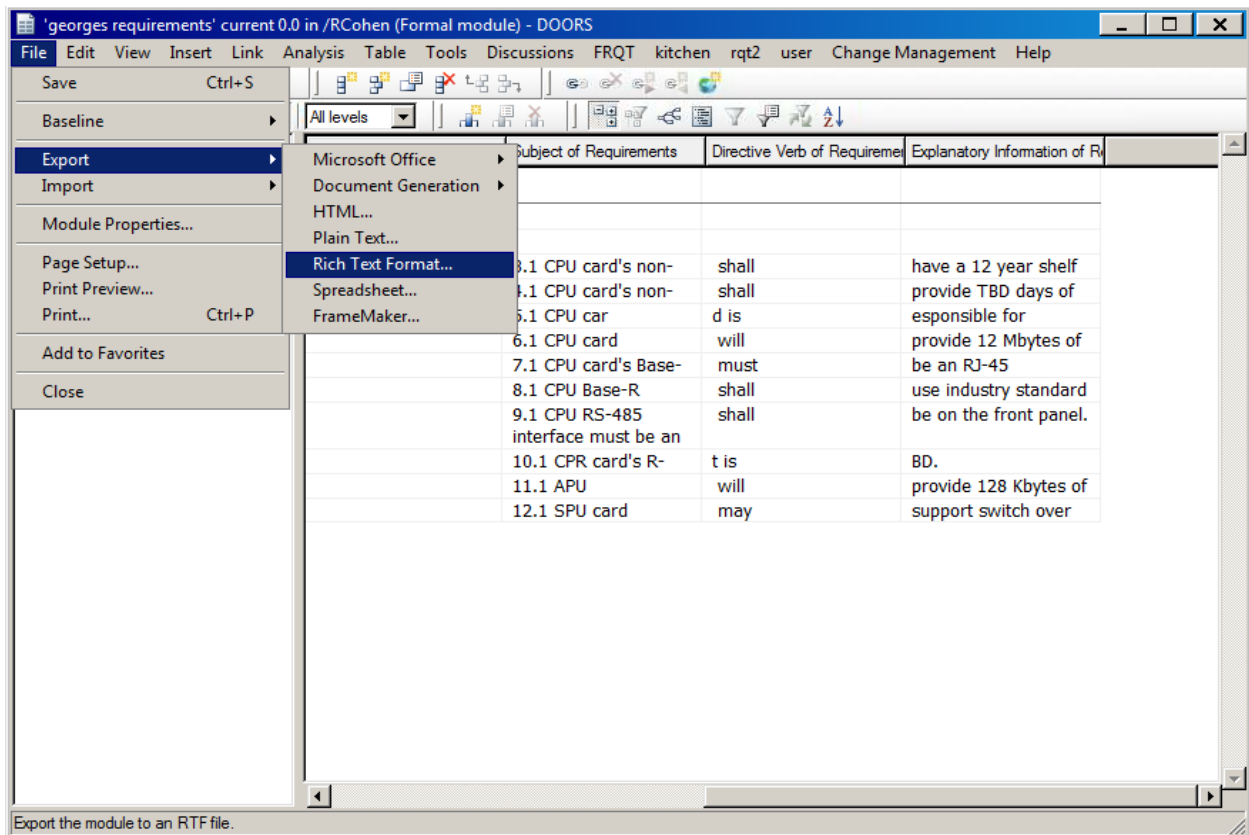 'georges requirements' current 0.0 in /RCohen (Formal module) - DOORS
File Edit View Insert Link Analysis Table Tools Discussions FRQT kitchen rqt2 user Change Management Help
Save Ctrl+S
Baseline
All levels
Export
Import
Module Properties...
Page Setup...
Print Preview...
Print... Ctrl+P
Add to Favorites
Close
Microsoft Office
Document Generation
HTML...
Plain Text...
Rich Text Format...
Spreadsheet...
FrameMaker...
Subject of Requirements Directive Verb of Requiremer Explanatory Information of R
3.1 CPU card's non- shall have a 12 year shelf
4.1 CPU card's non- shall provide TBD days of
5.1 CPU car d is esponsible for
6.1 CPU card will provide 12 Mbytes of
7.1 CPU card's Base- must be an RJ-45
8.1 CPU Base-R shall use industry standard
9.1 CPU RS-485 shall be on the front panel.
interface must be an
10.1 CPR card's R- t is BD.
11.1 APU will provide 128 Kbytes of
12.1 SPU card may support switch over
Export the module to an RTF file.